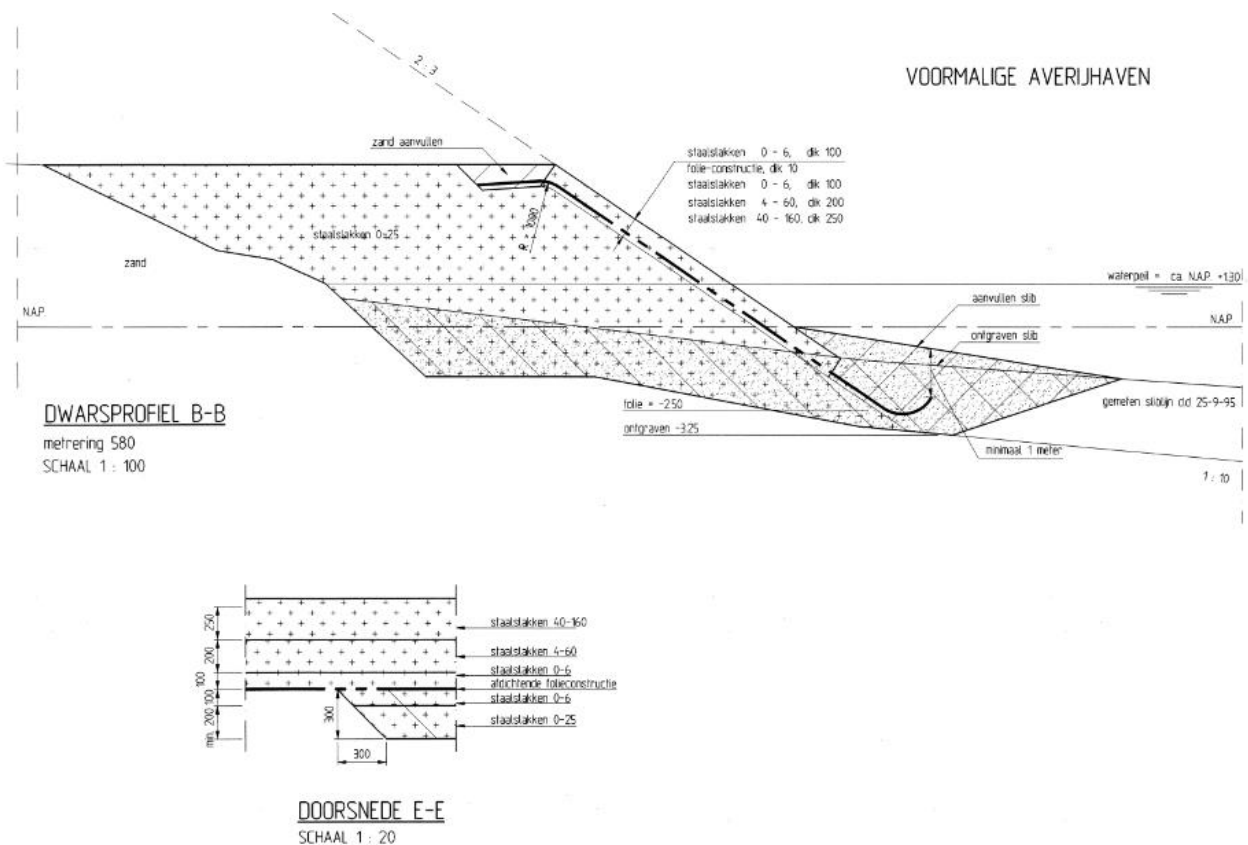 VOORMALIGE AVERIJHAVEN
2 : 3
zand aanvullen
staalslakken 0 - 6, dik 100
folie-constructie, dik 10
staalslakken 0 - 6, dik 100
staalslakken 4 - 60, dik 200
staalslakken 40 - 160, dik 250
staalslakken 0-25
zand
waterpeil = ca. N.A.P. +1.30
aanvullen slib
N.A.P.
N.A.P.
ontgraven slib
DWARSPROFIEL B-B
metrering 580
SCHAAL 1 : 100
folie = -2.50
gemeten sliblijn d.d 25-9-95
ontgraven -3.25
minimaal 1 meter
1 : 10
250
staalslakken 40-160
200
staalslakken 4-60
100
staalslakken 0-6
afdichtende folieconstructie
100
staalslakken 0-6
min. 200
300
staalslakken 0-25
300
DOORSNEDE E-E
SCHAAL 1 : 20